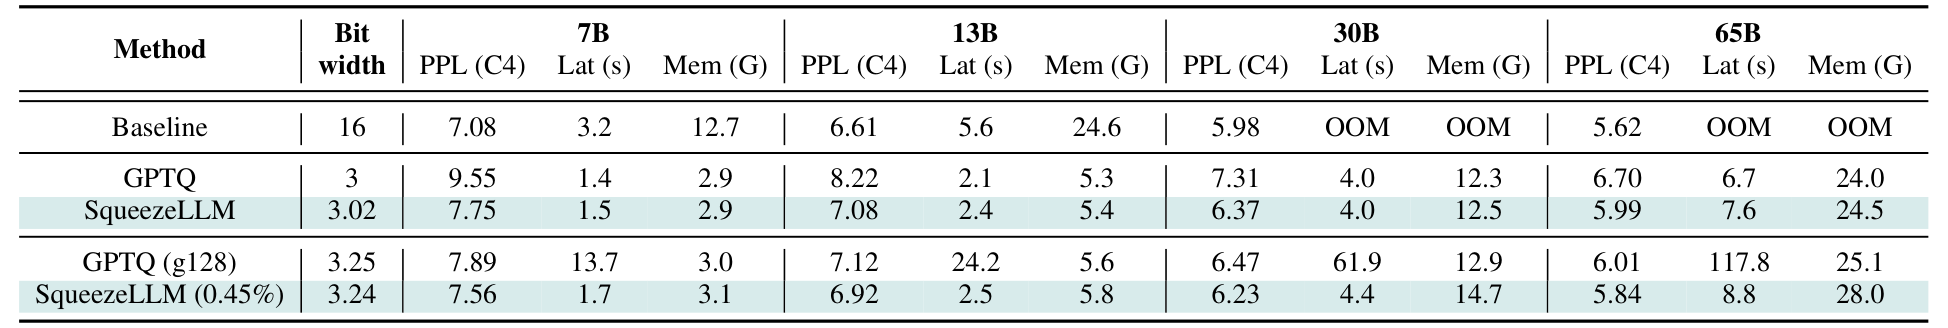 Method Bit width 7B 13B 30B 65B
PPL (C4) Lat (s) Mem (G) PPL (C4) Lat (s) Mem (G) PPL (C4) Lat (s) Mem (G) PPL (C4) Lat (s) Mem (G)
Baseline 16 7.08 3.2 12.7 6.61 5.6 24.6 5.98 OOM OOM 5.62 OOM OOM
GPTQ 3 9.55 1.4 2.9 8.22 2.1 5.3 7.31 4.0 12.3 6.70 6.7 24.0
SqueezeLLM 3.02 7.75 1.5 2.9 7.08 2.4 5.4 6.37 4.0 12.5 5.99 7.6 24.5
GPTQ (g128) 3.25 7.89 13.7 3.0 7.12 24.2 5.6 6.47 61.9 12.9 6.01 117.8 25.1
SqueezeLLM (0.45%) 3.24 7.56 1.7 3.1 6.92 2.5 5.8 6.23 4.4 14.7 5.84 8.8 28.0